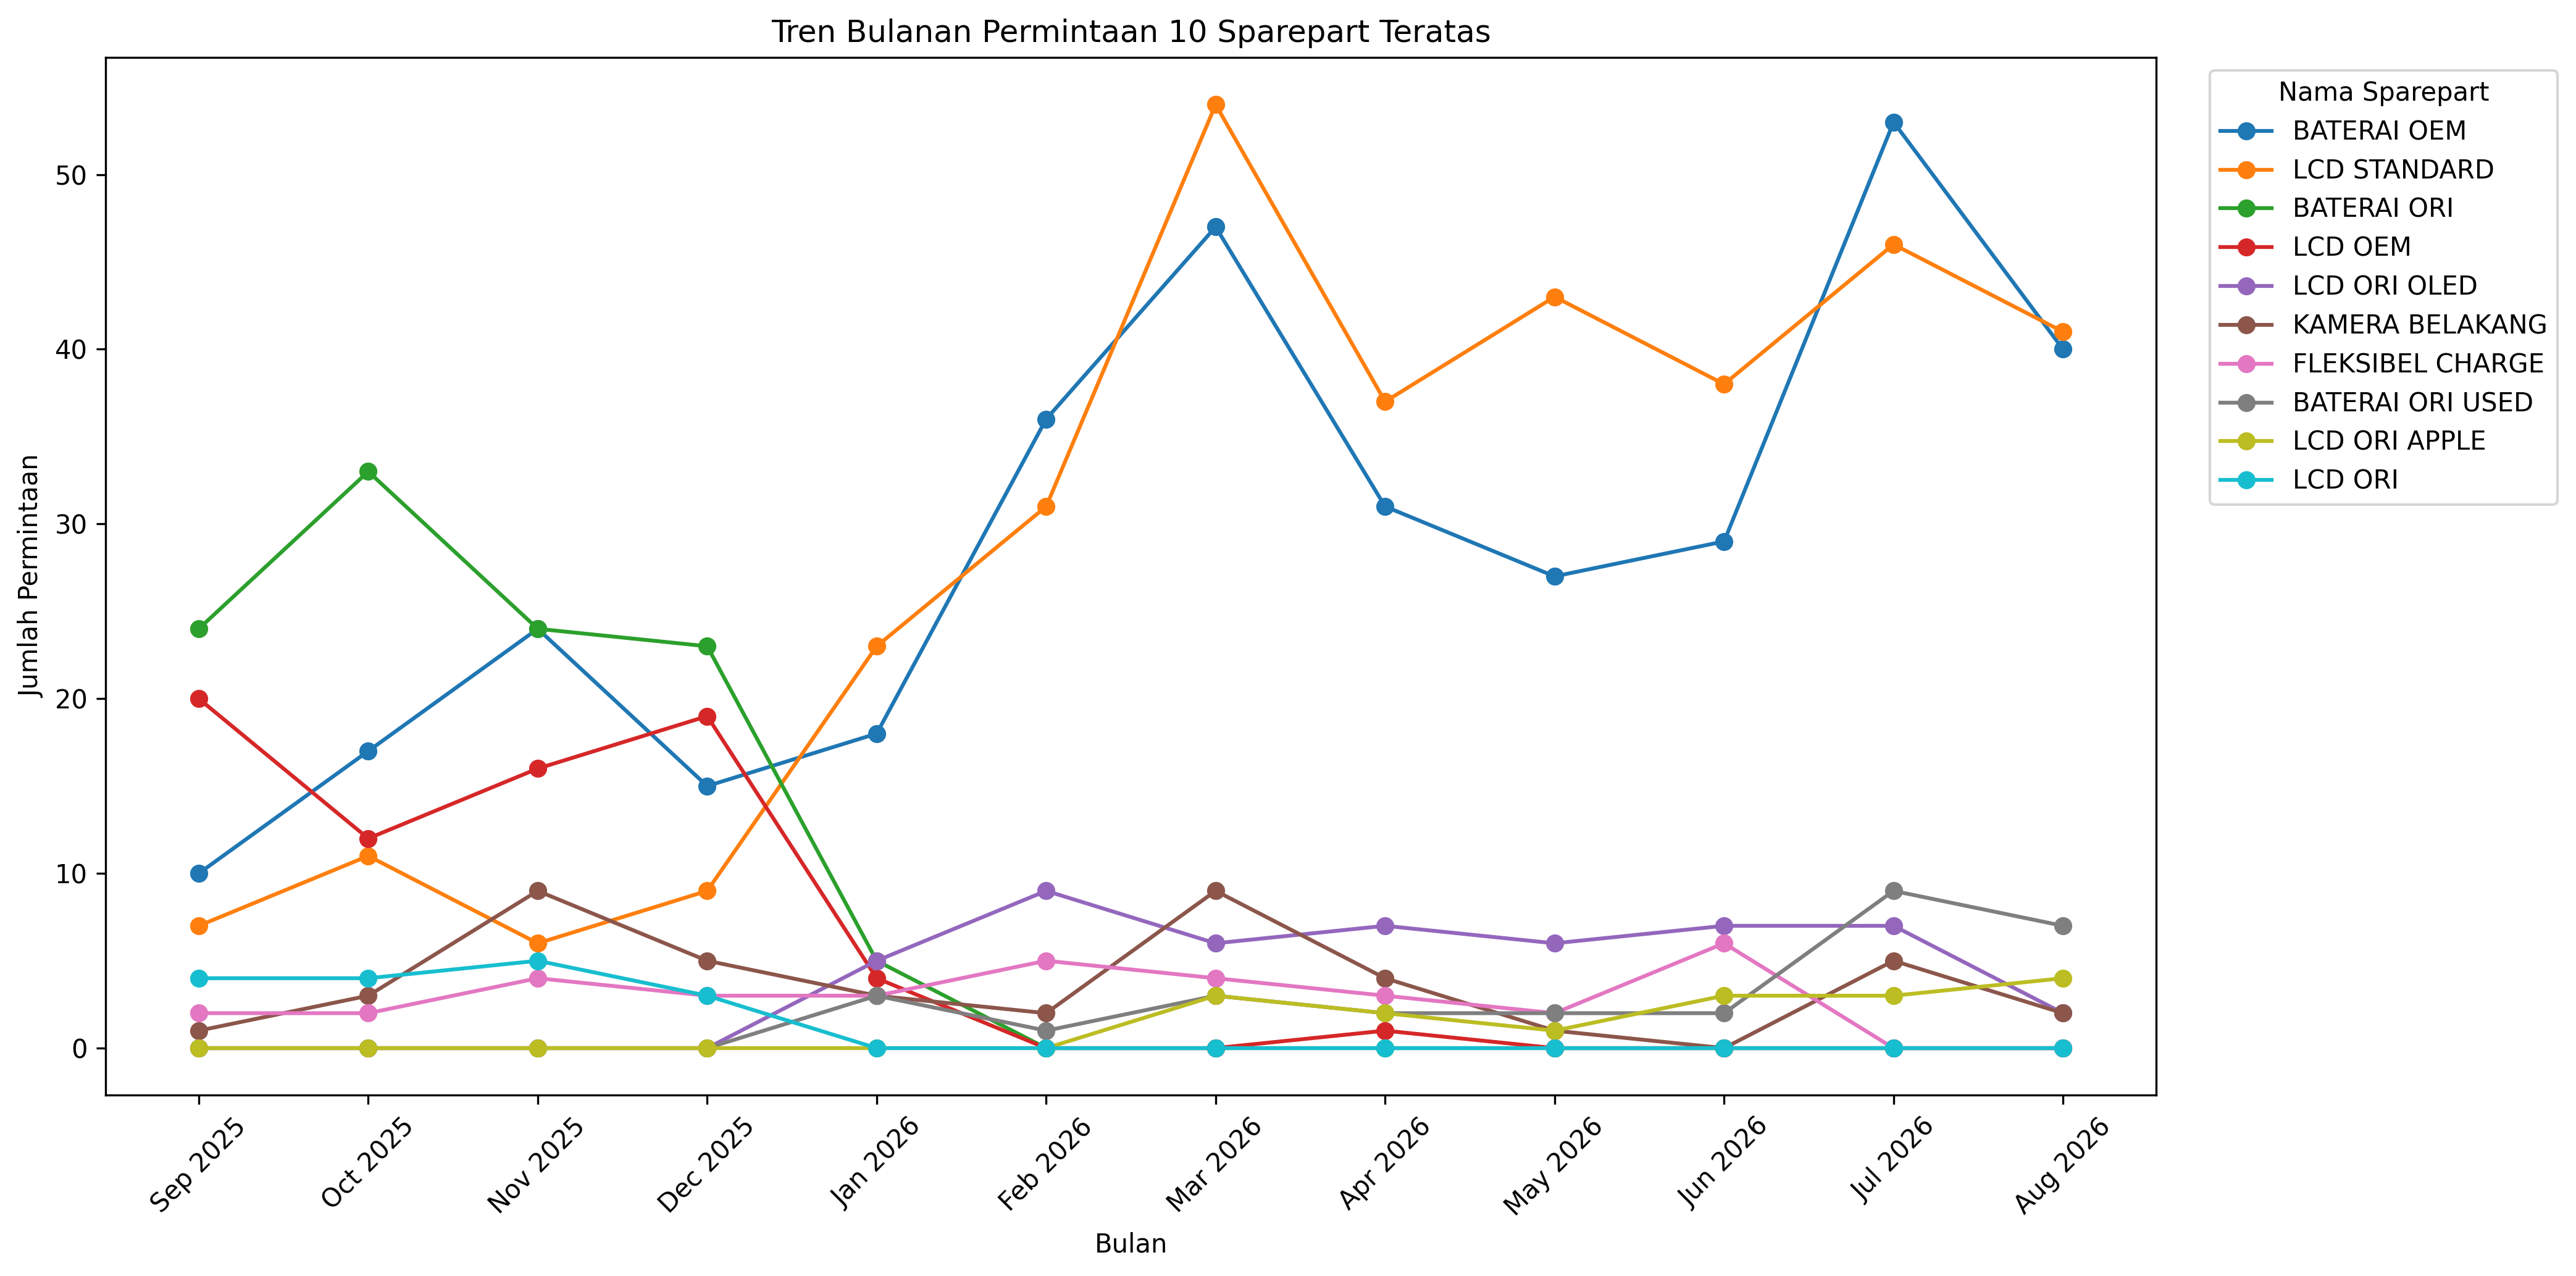 Tren Bulanan Permintaan 10 Sparepart Teratas
Jumlah Permintaan
50
40
30
20
10
0
Sep 2025
Oct 2025
Nov 2025
Dec 2025
Jan 2026
Feb 2026
Mar 2026
Apr 2026
May 2026
Jun 2026
Jul 2026
Aug 2026
Bulan
Nama Sparepart
BATERAI OEM
LCD STANDARD
BATERAI ORI
LCD OEM
LCD ORI OLED
KAMERA BELAKANG
FLEKSIBEL CHARGE
BATERAI ORI USED
LCD ORI APPLE
LCD ORI